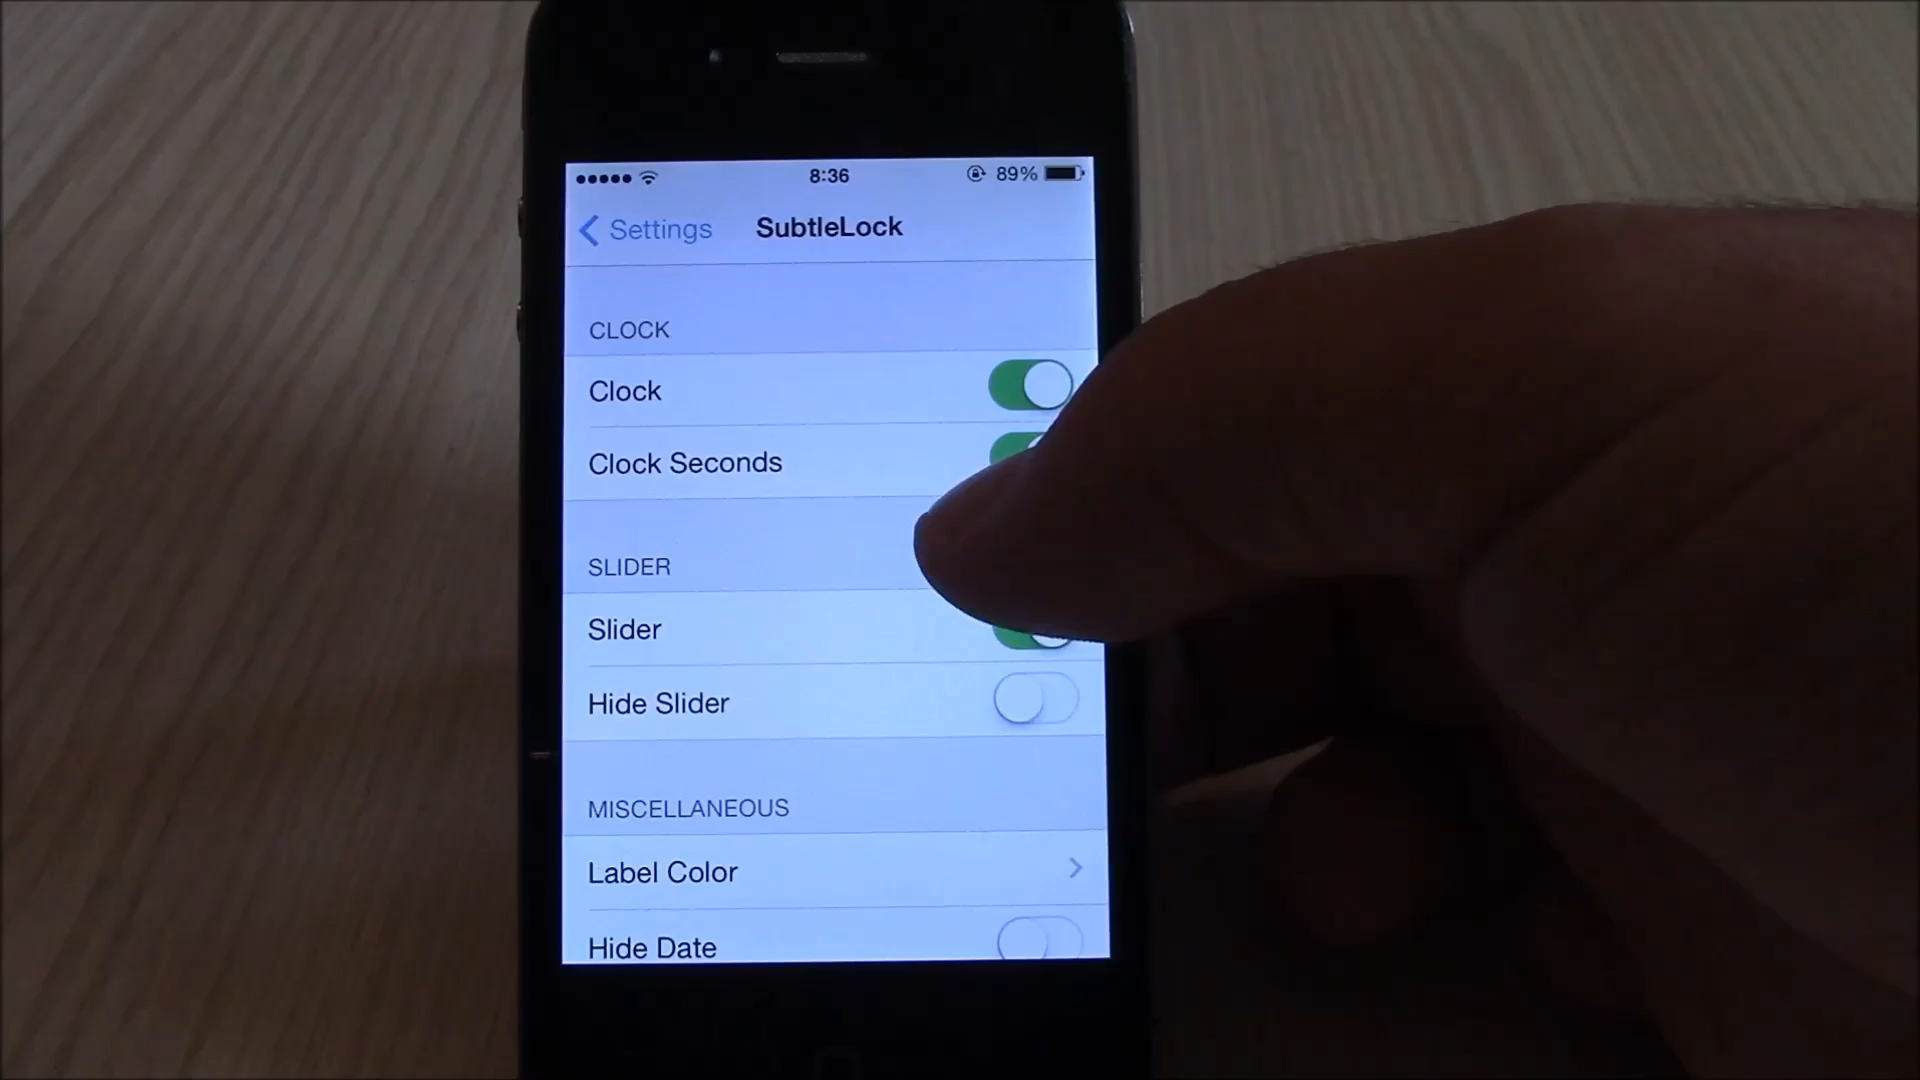 8:36 89%
Settings SubtleLock
CLOCK
Clock
Clock Seconds
SLIDER
Slider
Hide Slider
MISCELLANEOUS
Label Color
Hide Date